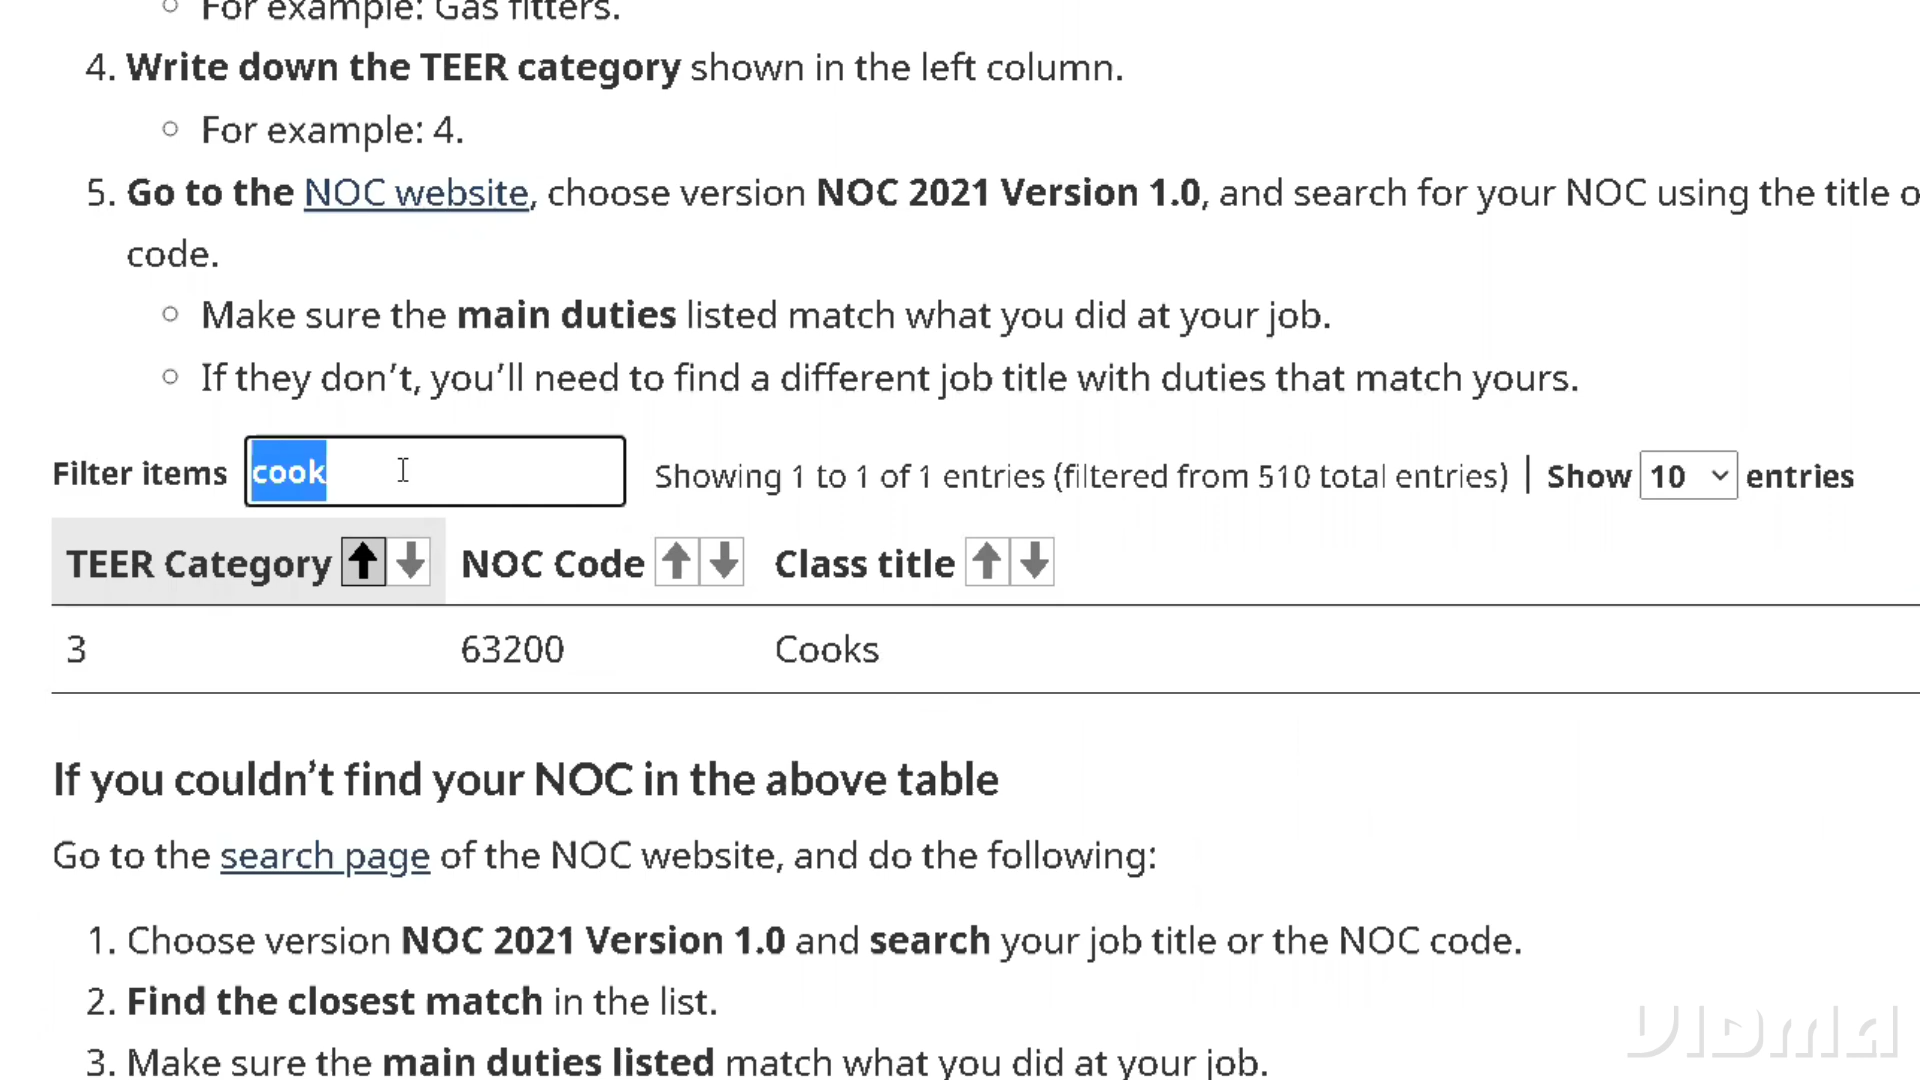 For example: Gas fitters.
4. Write down the TEER category shown in the left column.
For example: 4.
5. Go to the NOC website, choose version NOC 2021 Version 1.0, and search for your NOC using the title o
code.
Make sure the main duties listed match what you did at your job.
If they don’t, you’ll need to find a different job title with duties that match yours.
Filter items cook Showing 1 to 1 of 1 entries (filtered from 510 total entries) | Show 10 entries
TEER Category NOC Code Class title
3 63200 Cooks
If you couldn’t find your NOC in the above table
Go to the search page of the NOC website, and do the following:
1. Choose version NOC 2021 Version 1.0 and search your job title or the NOC code.
2. Find the closest match in the list.
3. Make sure the main duties listed match what you did at your job.
VIDMA